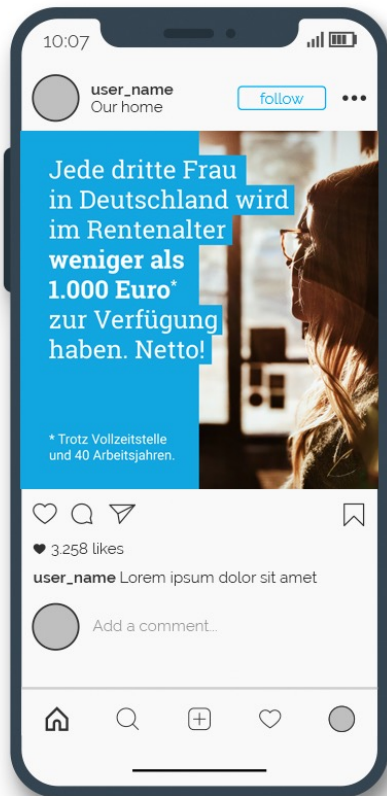 10:07
user_name
Our home
follow
Jede dritte Frau
in Deutschland wird
im Rentenalter
weniger als
1.000 Euro*
zur Verfügung
haben. Netto!
* Trotz Vollzeitstelle
und 40 Arbeitsjahren.
3.258 likes
user_name Lorem ipsum dolor sit amet
Add a comment...